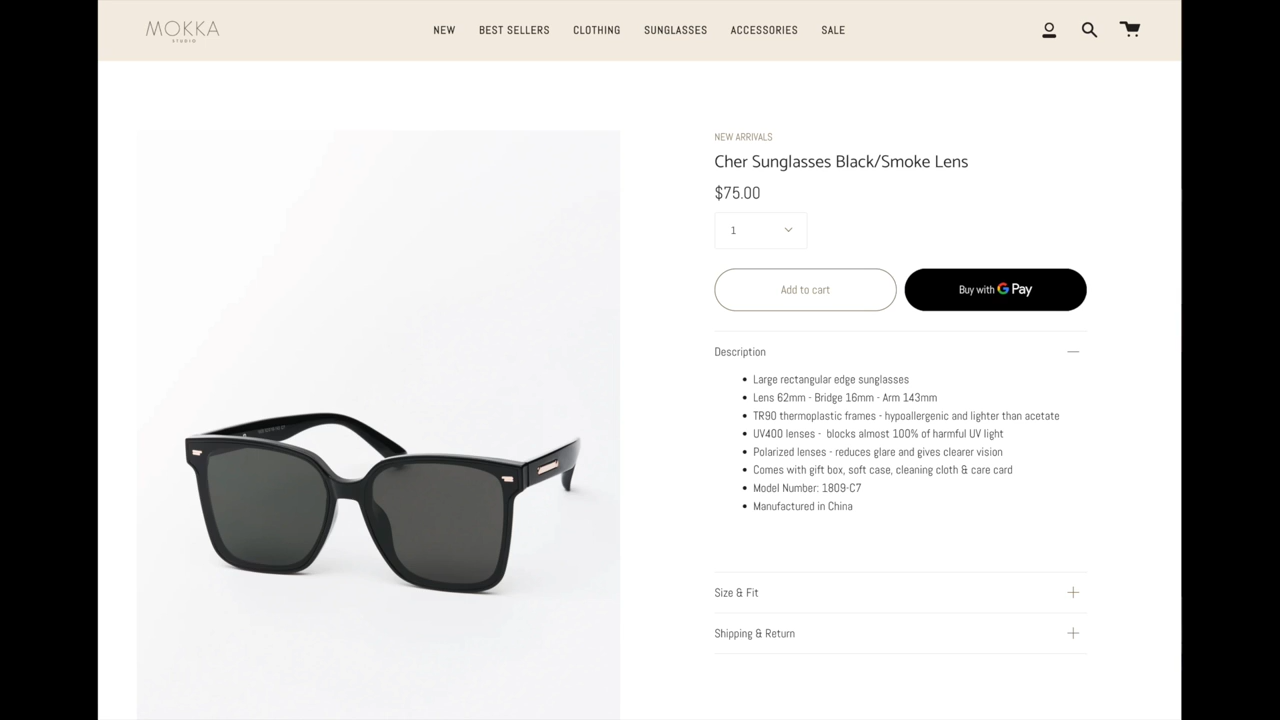 MOKKA
STUDIO
NEW BEST SELLERS CLOTHING SUNGLASSES ACCESSORIES SALE
NEW ARRIVALS
Cher Sunglasses Black/Smoke Lens
$75.00
1
Add to cart
Buy with G Pay
Description
• Large rectangular edge sunglasses
• Lens 62mm - Bridge 16mm - Arm 143mm
• TR90 thermoplastic frames - hypoallergenic and lighter than acetate
• UV400 lenses - blocks almost 100% of harmful UV light
• Polarized lenses - reduces glare and gives clearer vision
• Comes with gift box, soft case, cleaning cloth & care card
• Model Number: 1809-C7
• Manufactured in China
Size & Fit
Shipping & Return